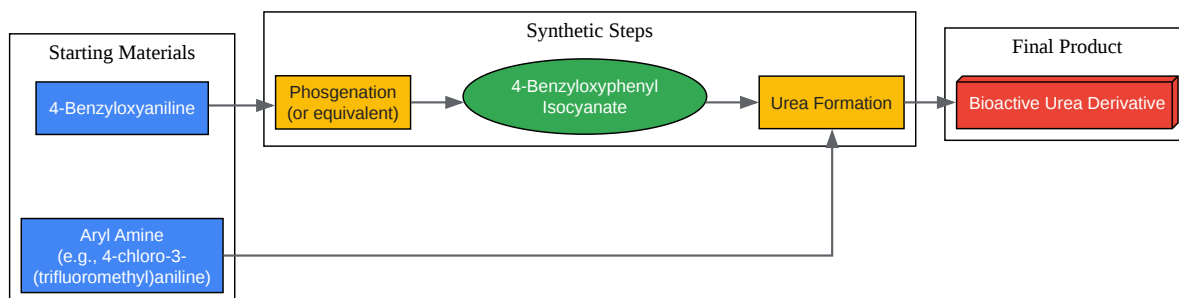 Starting Materials
4-Benzyloxyaniline
Aryl Amine
(e.g., 4-chloro-3-
(trifluoromethyl)aniline)
Synthetic Steps
Phosgenation
(or equivalent)
4-Benzyloxyphenyl
Isocyanate
Urea Formation
Final Product
Bioactive Urea Derivative